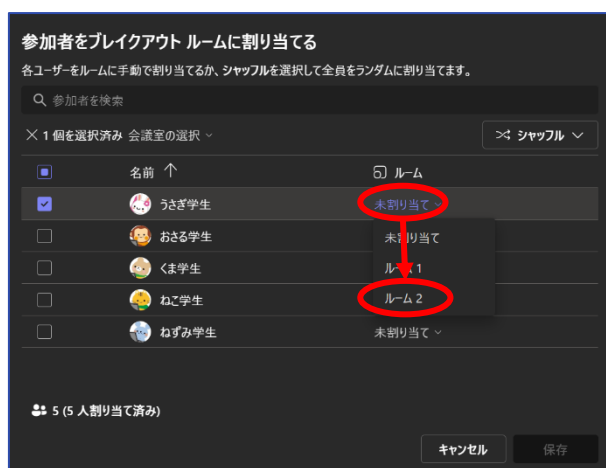 参加者をブレイクアウト ルームに割り当てる
各ユーザーをルームに手動で割り当てるか、シャッフルを選択して全員をランダムに割り当てます。
参加者を検索
1 個を選択済み 会議室の選択 シャッフル
名前 ↑ ルーム
うさぎ学生 未割り当て
おさる学生 未割り当て
くま学生 ルーム 1
ねこ学生 ルーム 2
ねずみ学生 未割り当て
5 (5 人割り当て済み)
キャンセル 保存